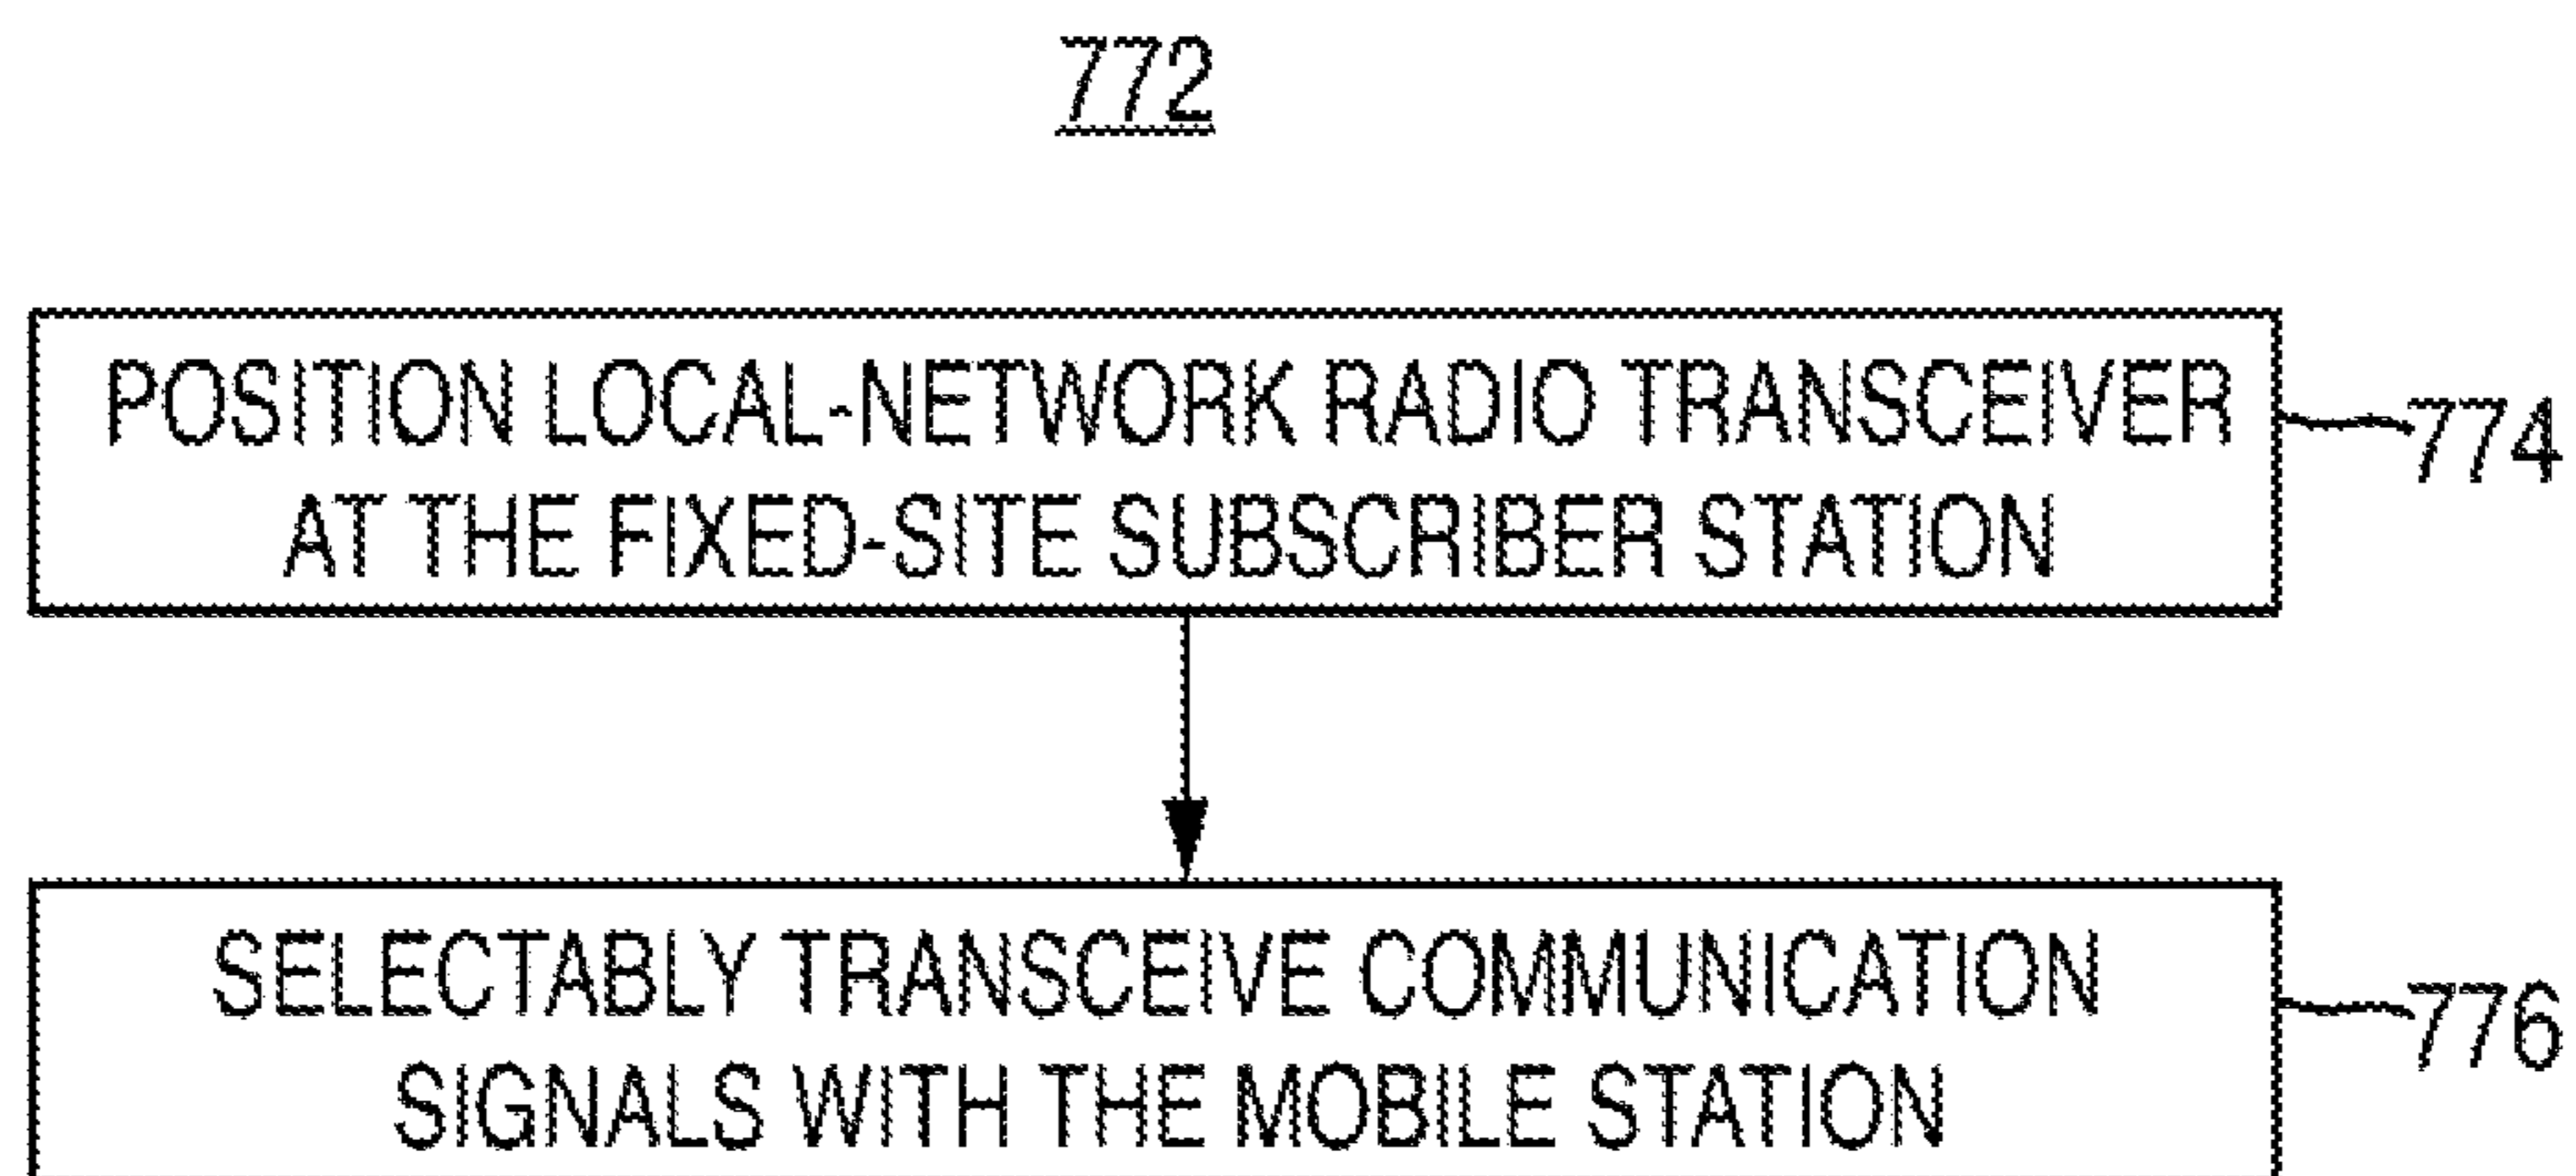 772
POSITION LOCAL-NETWORK RADIO TRANSCEIVER
774
AT THE FIXED-SITE SUBSCRIBER STATION
SELECTABLY TRANSCEIVE COMMUNICATION
776
SIGNALS WITH THE MOBILE STATION